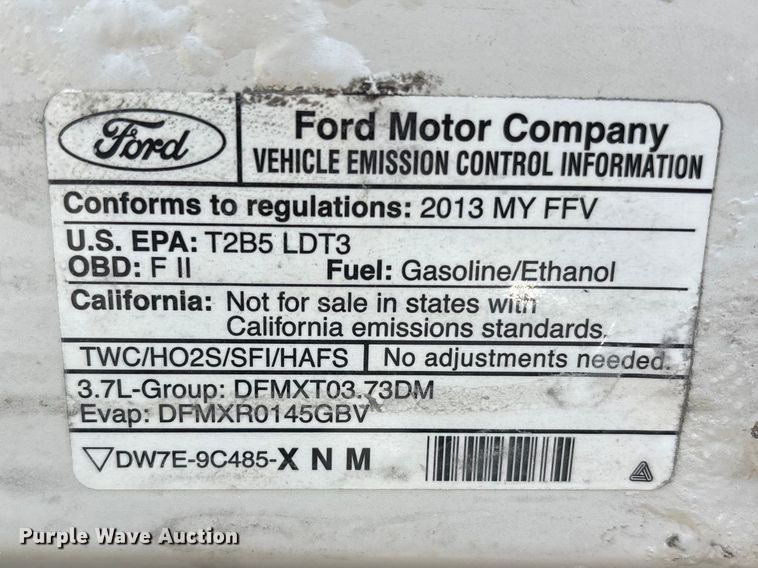 Ford
Ford Motor Company
VEHICLE EMISSION CONTROL INFORMATION
Conforms to regulations: 2013 MY FFV
U.S. EPA: T2B5 LDT3
OBD: F II Fuel: Gasoline/Ethanol
California: Not for sale in states with
California emissions standards.
TWC/HO2S/SFI/HAFS No adjustments needed.
3.7L-Group: DFMXT03.73DM
Evap: DFMXR0145GBV
DW7E-9C485-X N M
Purple Wave Auction